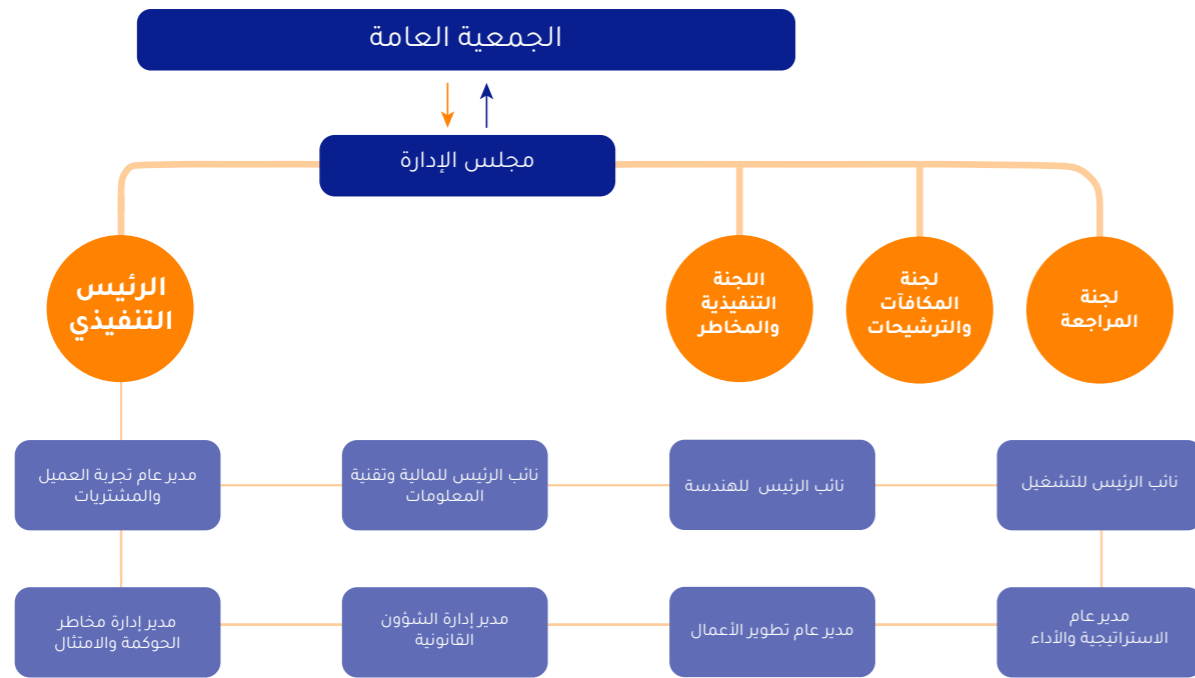 الجمعية العامة
مجلس الإدارة
لجنة
المراجعة
لجنة
المكافآت
والترشيحات
اللجنة
التنفيذية
والمخاطر
الرئيس
التنفيذي
نائب الرئيس للتشغيل
نائب الرئيس للهندسة
نائب الرئيس للمالية وتقنية
المعلومات
مدير عام تجربة العميل
والمشتريات
مدير عام
الاستراتيجية والأداء
مدير عام تطوير الأعمال
مدير إدارة الشؤون
القانونية
مدير إدارة مخاطر
الحوكمة والامتثال